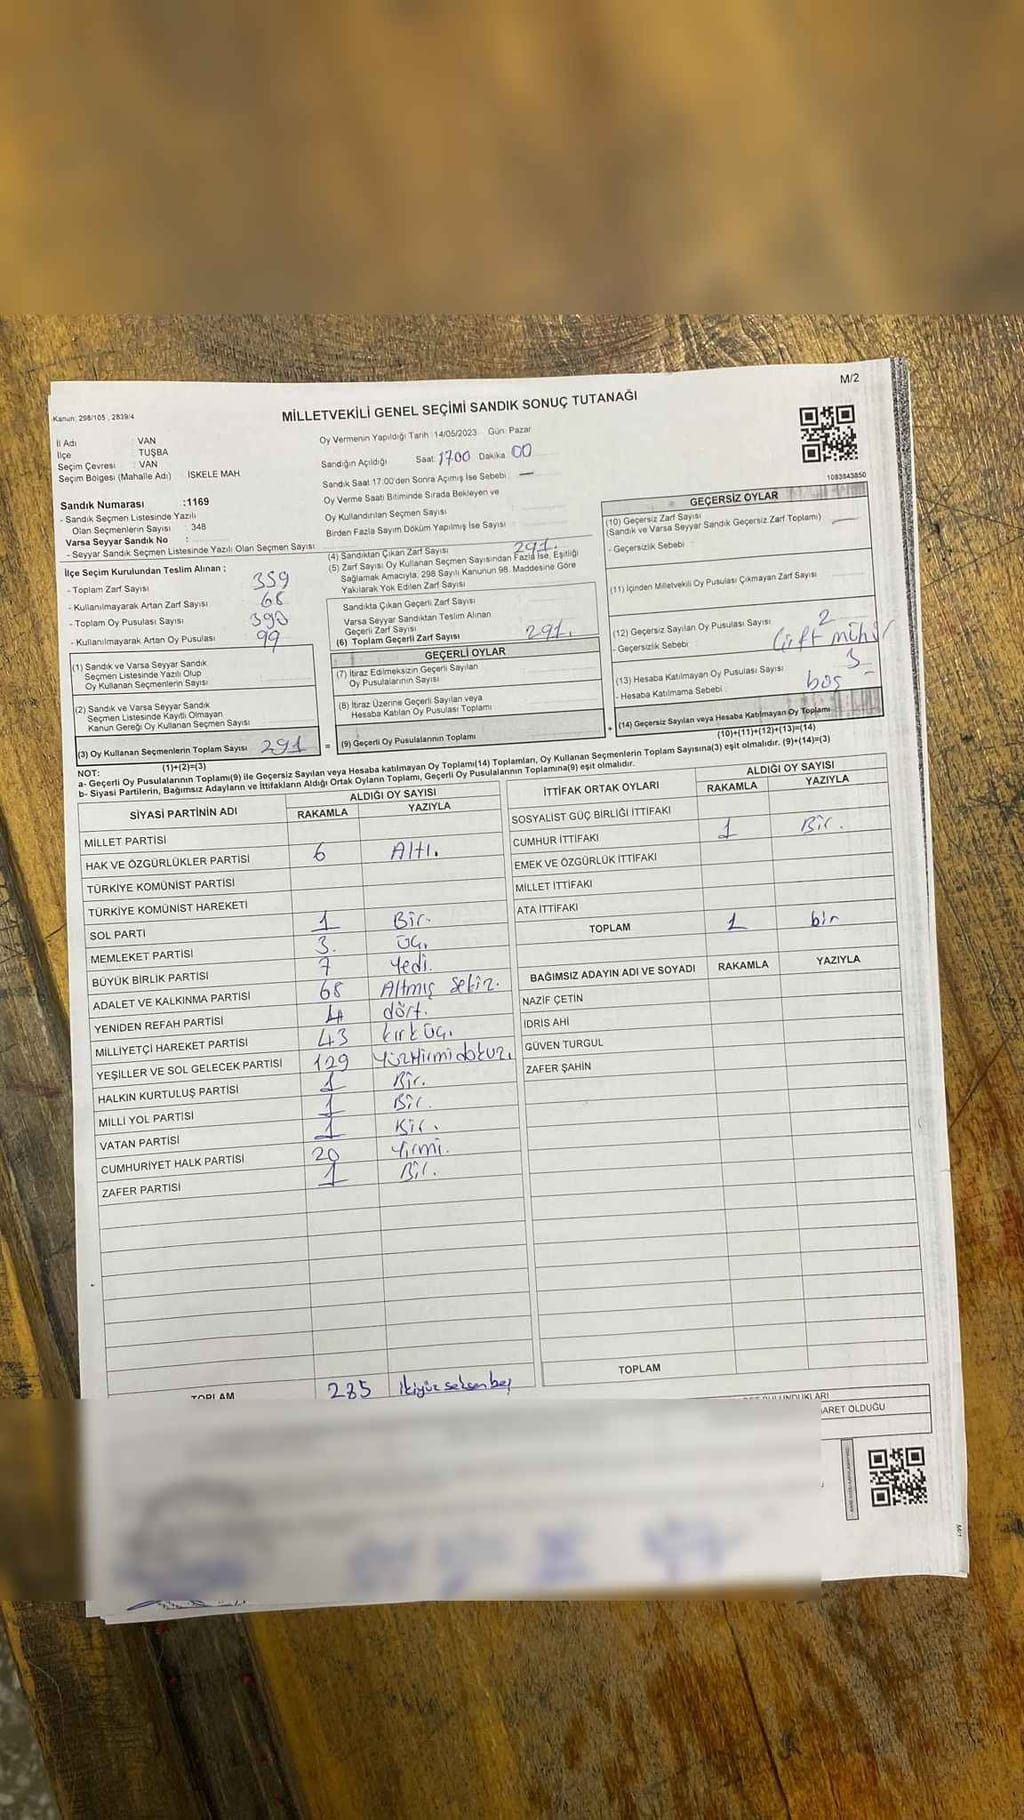 M/2
Kanun: 298/105 , 2839/4
MİLLETVEKİLİ GENEL SEÇİMİ SANDIK SONUÇ TUTANAĞI
İl Adı : VAN
İlçe : TUŞBA
Seçim Çevresi : VAN
Seçim Bölgesi (Mahalle Adı) : İSKELE MAH
Sandık Numarası :1169
- Sandık Seçmen Listesinde Yazılı
Olan Seçmenlerin Sayısı : 348
Varsa Seyyar Sandık No :
- Seyyar Sandık Seçmen Listesinde Yazılı Olan Seçmen Sayısı:
Oy Vermenin Yapıldığı Tarih :14/05/2023 Gün: Pazar
Sandığın Açıldığı Saat: 1700 Dakika: 00
Sandık Saat 17:00'den Sonra Açılmış İse Sebebi : —
Oy Verme Saati Bitiminde Sırada Bekleyen ve
Oy Kullandırılan Seçmen Sayısı
Birden Fazla Sayım Döküm Yapılmış İse Sayısı
1083843850
İlçe Seçim Kurulundan Teslim Alınan ;
- Toplam Zarf Sayısı 359
- Kullanılmayarak Artan Zarf Sayısı 68
- Toplam Oy Pusulası Sayısı 390
- Kullanılmayarak Artan Oy Pusulası 99
(1) Sandık ve Varsa Seyyar Sandık
Seçmen Listesinde Yazılı Olup
Oy Kullanan Seçmenlerin Sayısı
(2) Sandık ve Varsa Seyyar Sandık
Seçmen Listesinde Kayıtlı Olmayan
Kanun Gereği Oy Kullanan Seçmen Sayısı
(3) Oy Kullanan Seçmenlerin Toplam Sayısı 291
(1)+(2)=(3)
(4) Sandıktan Çıkan Zarf Sayısı 291.
(5) Zarf Sayısı Oy Kullanan Seçmen Sayısından Fazla İse, Eşitliği
Sağlamak Amacıyla, 298 Sayılı Kanunun 98. Maddesine Göre
Yakılarak Yok Edilen Zarf Sayısı
Sandıkta Çıkan Geçerli Zarf Sayısı
Varsa Seyyar Sandıktan Teslim Alınan
Geçerli Zarf Sayısı
(6) Toplam Geçerli Zarf Sayısı 291.
GEÇERLİ OYLAR
(7) İtiraz Edilmeksizin Geçerli Sayılan
Oy Pusulalarının Sayısı
(8) İtiraz Üzerine Geçerli Sayılan veya
Hesaba Katılan Oy Pusulası Toplamı
= (9) Geçerli Oy Pusulalarının Toplamı
GEÇERSİZ OYLAR
(10) Geçersiz Zarf Sayısı
(Sandık ve Varsa Seyyar Sandık Geçersiz Zarf Toplamı) —
- Geçersizlik Sebebi :
(11) İçinden Milletvekili Oy Pusulası Çıkmayan Zarf Sayısı
(12) Geçersiz Sayılan Oy Pusulası Sayısı 2
- Geçersizlik Sebebi : Çift mühür
(13) Hesaba Katılmayan Oy Pusulası Sayısı 3
- Hesaba Katılmama Sebebi : boş
+ (14) Geçersiz Sayılan veya Hesaba Katılmayan Oy Toplamı
(10)+(11)+(12)+(13)=(14)
NOT:
a- Geçerli Oy Pusulalarının Toplamı(9) ile Geçersiz Sayılan veya Hesaba katılmayan Oy Toplamı(14) Toplamları, Oy Kullanan Seçmenlerin Toplam Sayısına(3) eşit olmalıdır. (9)+(14)=(3)
b- Siyasi Partilerin, Bağımsız Adayların ve İttifakların Aldığı Ortak Oyların Toplamı, Geçerli Oy Pusulalarının Toplamına(9) eşit olmalıdır.
SİYASİ PARTİNİN ADI ALDIĞI OY SAYISI
RAKAMLA YAZIYLA
MİLLET PARTİSİ
HAK VE ÖZGÜRLÜKLER PARTİSİ 6 Altı.
TÜRKİYE KOMÜNİST PARTİSİ
TÜRKİYE KOMÜNİST HAREKETİ
SOL PARTİ 1 Bir.
MEMLEKET PARTİSİ 3. Üç.
BÜYÜK BİRLİK PARTİSİ 7 Yedi.
ADALET VE KALKINMA PARTİSİ 68 Altmış sekiz.
YENİDEN REFAH PARTİSİ 4 dört.
MİLLİYETÇİ HAREKET PARTİSİ 43 kırk üç.
YEŞİLLER VE SOL GELECEK PARTİSİ 129 Yüzyirmidokuz.
HALKIN KURTULUŞ PARTİSİ 1 Bir.
MİLLİ YOL PARTİSİ 1 Bir.
VATAN PARTİSİ 1 Bir.
CUMHURİYET HALK PARTİSİ 20 Yirmi.
ZAFER PARTİSİ 1 Bir.
TOPLAM 285 ikiyüz seksen beş
İTTİFAK ORTAK OYLARI ALDIĞI OY SAYISI
RAKAMLA YAZIYLA
SOSYALİST GÜÇ BİRLİĞİ İTTİFAKI
CUMHUR İTTİFAKI 1 Bir.
EMEK VE ÖZGÜRLÜK İTTİFAKI
MİLLET İTTİFAKI
ATA İTTİFAKI
TOPLAM 1 bir
BAĞIMSIZ ADAYIN ADI VE SOYADI RAKAMLA YAZIYLA
NAZİF ÇETİN
İDRİS AHİ
GÜVEN TURGUL
ZAFER ŞAHİN
TOPLAM
ARET OLDUĞU